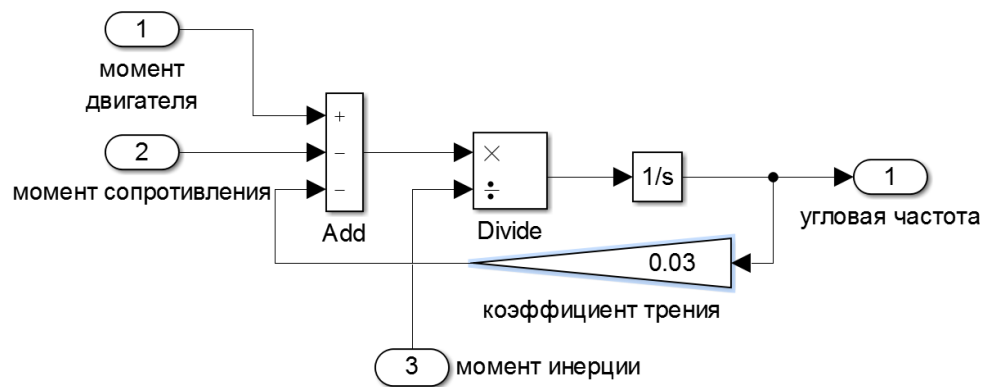 1
момент
двигателя
2
момент сопротивления
+
−
−
Add
×
÷
Divide
1/s
1
угловая частота
0.03
коэффициент трения
3
момент инерции